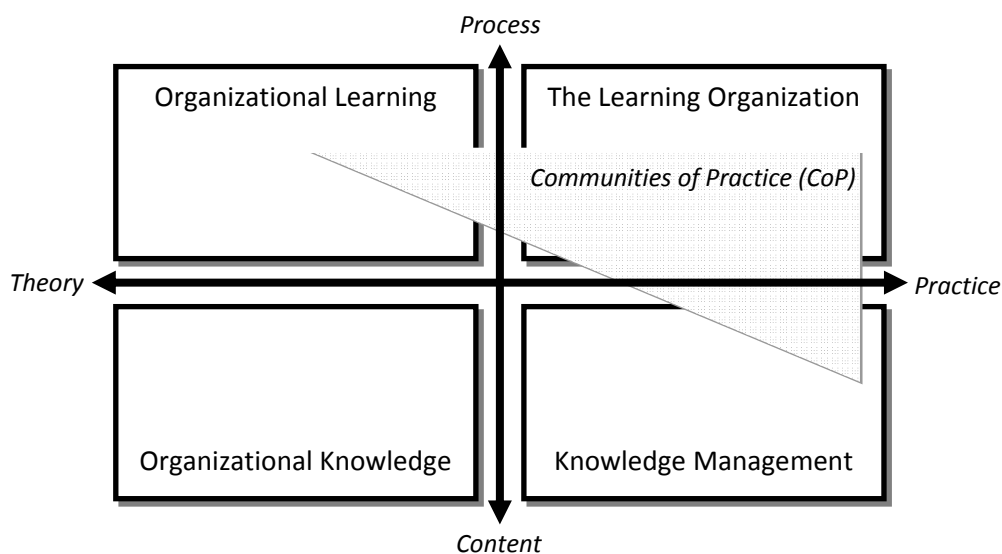 Process
Organizational Learning
The Learning Organization
Communities of Practice (CoP)
Theory
Practice
Organizational Knowledge
Knowledge Management
Content